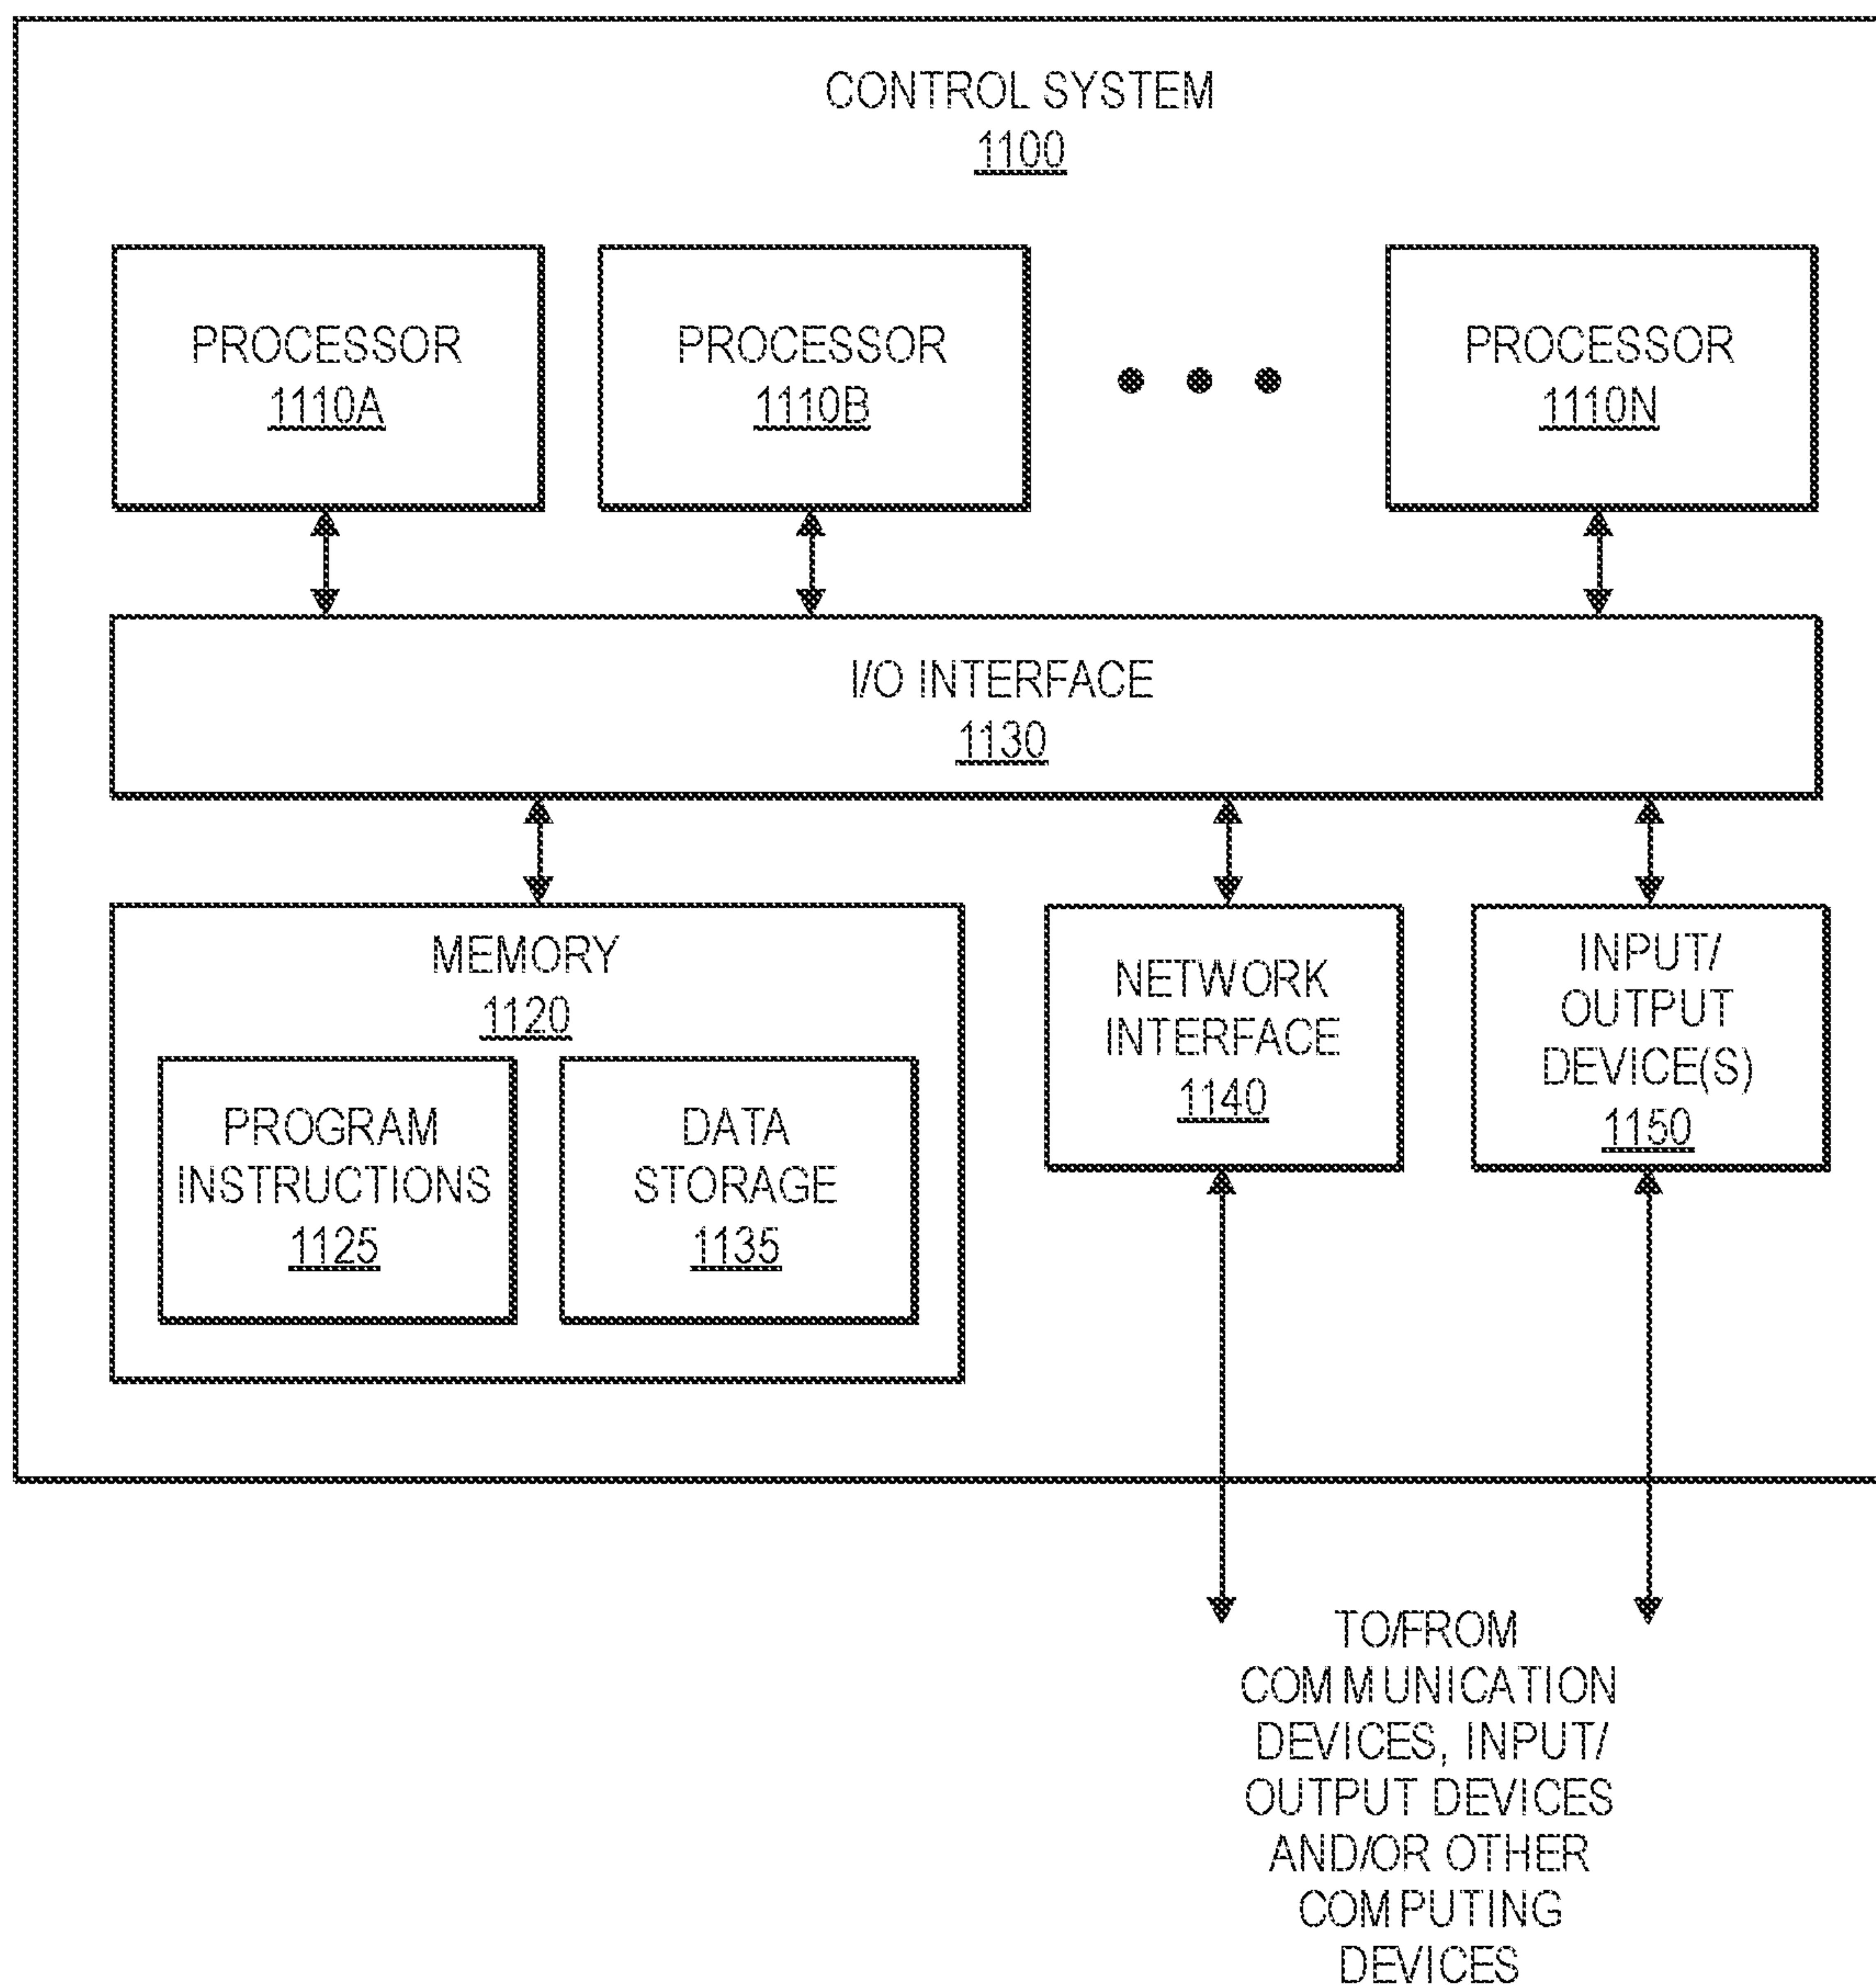 CONTROL SYSTEM
1100
PROCESSOR
1110A
PROCESSOR
1110B
PROCESSOR
1110N
I/O INTERFACE
1130
MEMORY
1120
PROGRAM
INSTRUCTIONS
1125
DATA
STORAGE
1135
NETWORK
INTERFACE
1140
INPUT/
OUTPUT
DEVICE(S)
1150
TO/FROM
COMMUNICATION
DEVICES, INPUT/
OUTPUT DEVICES
AND/OR OTHER
COMPUTING
DEVICES